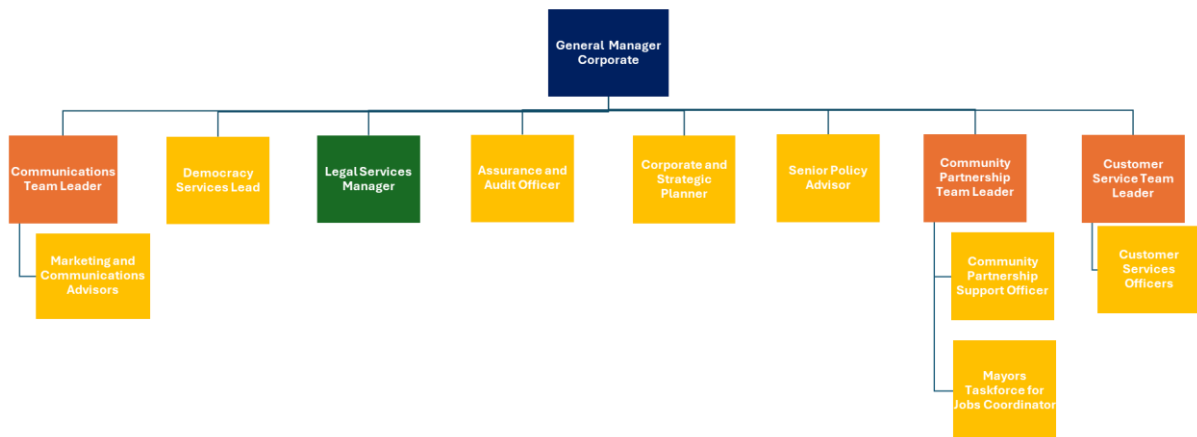 General Manager
Corporate
Communications
Team Leader
Democracy
Services Lead
Legal Services
Manager
Assurance and
Audit Officer
Corporate and
Strategic
Planner
Senior Policy
Advisor
Community
Partnership
Team Leader
Customer
Service Team
Leader
Marketing and
Communications
Advisors
Community
Partnership
Support Officer
Customer
Services
Officers
Mayors
Taskforce for
Jobs Coordinator